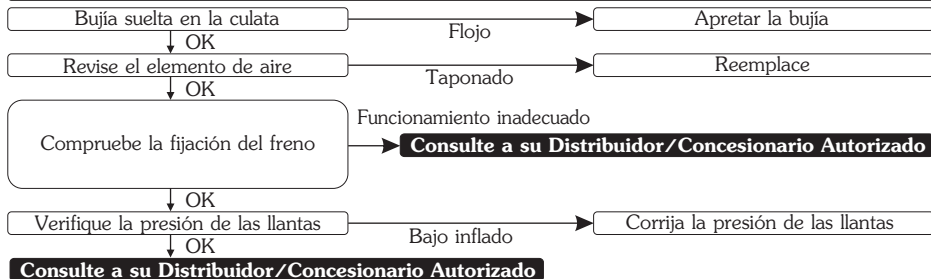 Bujía suelta en la culata
Flojo
Apretar la bujía
OK
Revise el elemento de aire
Taponado
Reemplace
OK
Funcionamiento inadecuado
Compruebe la fijación del freno
Consulte a su Distribuidor/Concesionario Autorizado
OK
Verifique la presión de las llantas
Bajo inflado
Corrija la presión de las llantas
OK
Consulte a su Distribuidor/Concesionario Autorizado